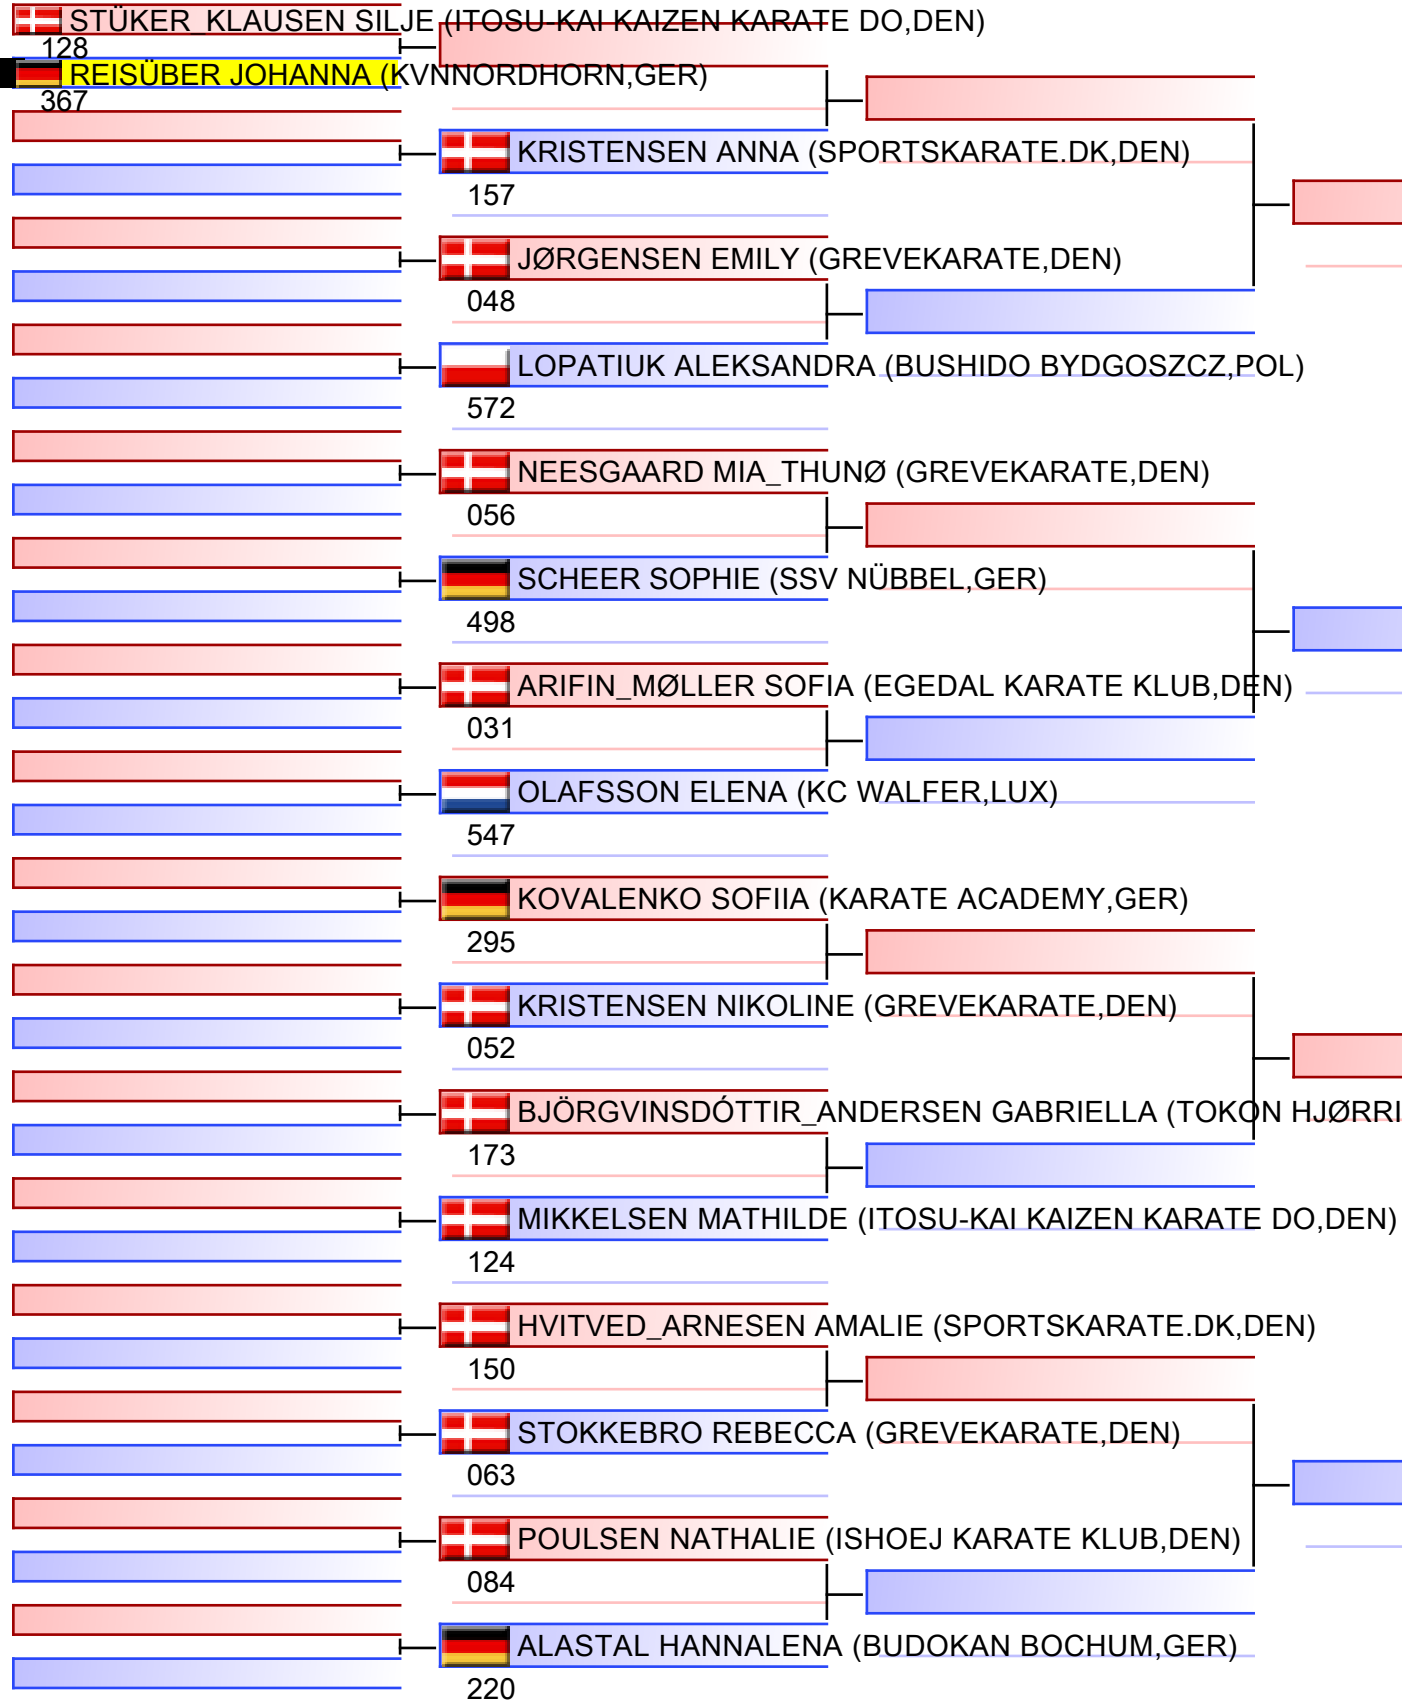 STÜKER_KLAUSEN SILJE (ITOSU-KAI KAIZEN KARATE DO,DEN)
128
REISÜBER JOHANNA (KVNNORDHORN,GER)
367
KRISTENSEN ANNA (SPORTSKARATE.DK,DEN)
157
JØRGENSEN EMILY (GREVEKARATE,DEN)
048
LOPATIUK ALEKSANDRA (BUSHIDO BYDGOSZCZ,POL)
572
NEESGAARD MIA_THUNØ (GREVEKARATE,DEN)
056
SCHEER SOPHIE (SSV NÜBBEL,GER)
498
ARIFIN_MØLLER SOFIA (EGEDAL KARATE KLUB,DEN)
031
OLAFSSON ELENA (KC WALFER,LUX)
547
KOVALENKO SOFIIA (KARATE ACADEMY,GER)
295
KRISTENSEN NIKOLINE (GREVEKARATE,DEN)
052
BJÖRGVINSDÓTTIR_ANDERSEN GABRIELLA (TOKON HJØRRI
173
MIKKELSEN MATHILDE (ITOSU-KAI KAIZEN KARATE DO,DEN)
124
HVITVED_ARNESEN AMALIE (SPORTSKARATE.DK,DEN)
150
STOKKEBRO REBECCA (GREVEKARATE,DEN)
063
POULSEN NATHALIE (ISHOEJ KARATE KLUB,DEN)
084
ALASTAL HANNALENA (BUDOKAN BOCHUM,GER)
220